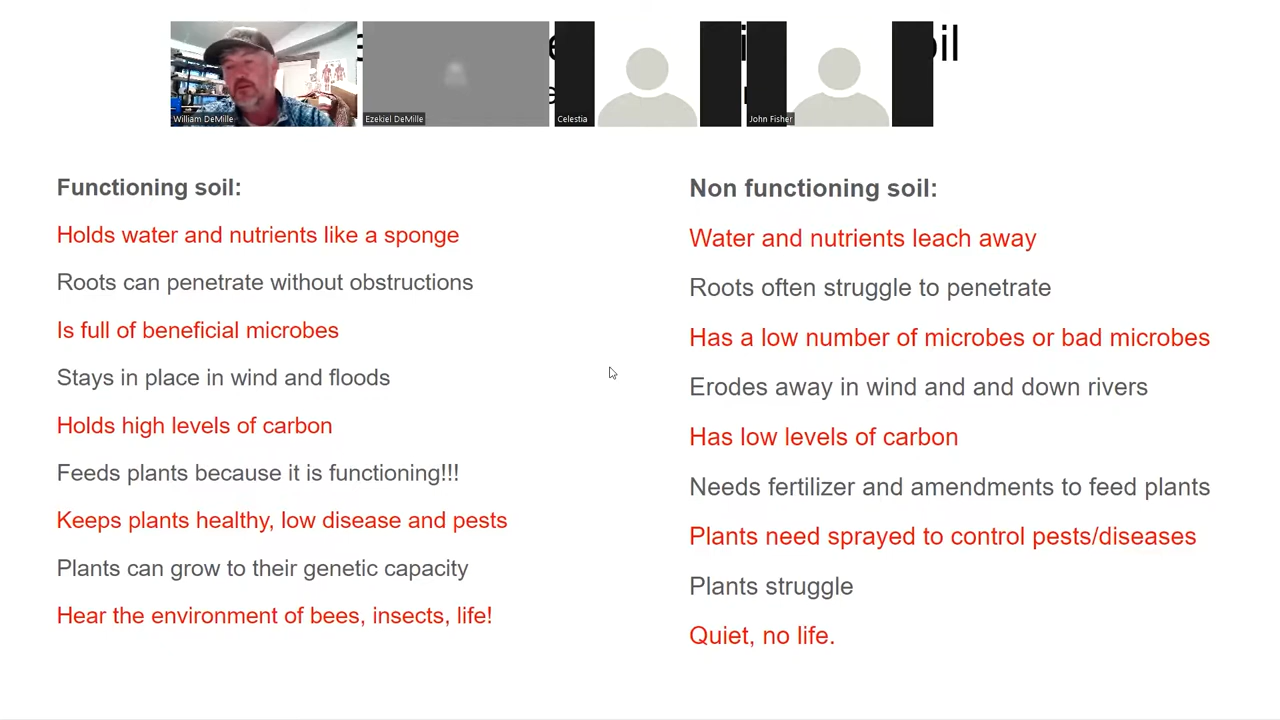 oil
William DeMille
Ezekiel DeMille
Celestia
John Fisher
Functioning soil:
Holds water and nutrients like a sponge
Roots can penetrate without obstructions
Is full of beneficial microbes
Stays in place in wind and floods
Holds high levels of carbon
Feeds plants because it is functioning!!!
Keeps plants healthy, low disease and pests
Plants can grow to their genetic capacity
Hear the environment of bees, insects, life!
Non functioning soil:
Water and nutrients leach away
Roots often struggle to penetrate
Has a low number of microbes or bad microbes
Erodes away in wind and and down rivers
Has low levels of carbon
Needs fertilizer and amendments to feed plants
Plants need sprayed to control pests/diseases
Plants struggle
Quiet, no life.